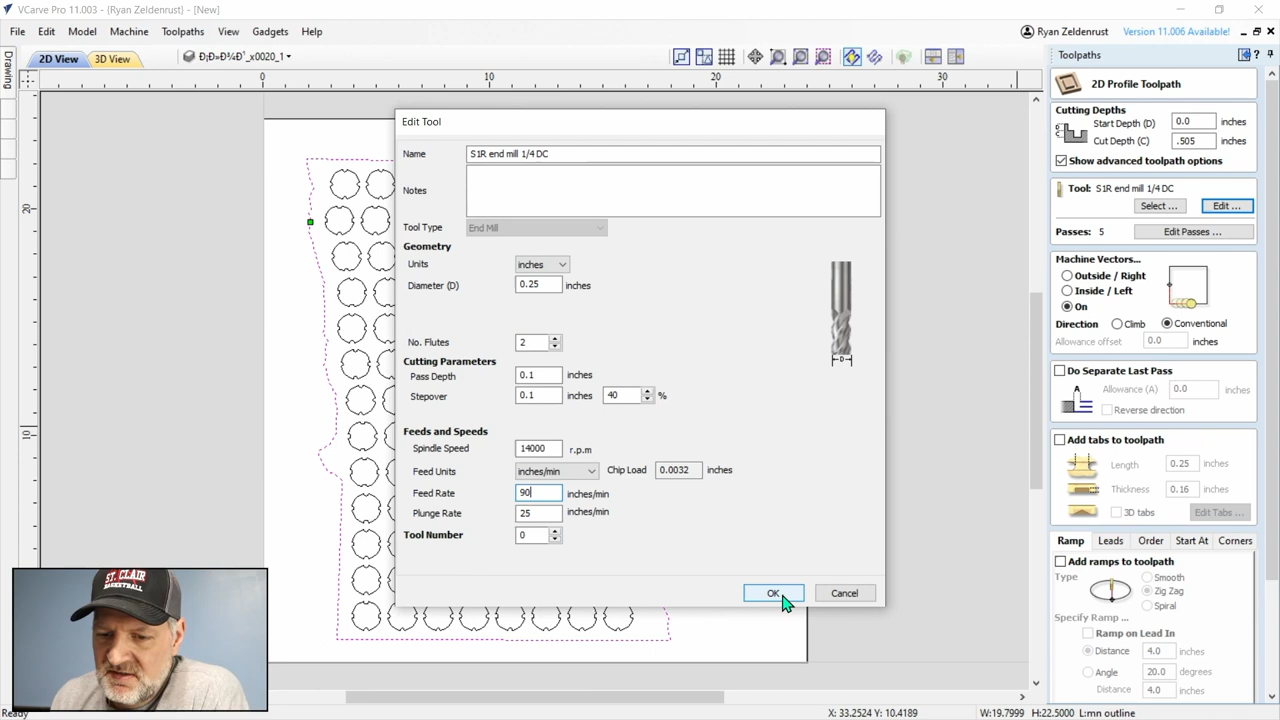 VCarve Pro 11.003 - {Ryan Zeldenrust} - [New]
File Edit Model Machine Toolpaths View Gadgets Help
Ryan Zeldenrust Version 11.006 Available!
2D View 3D View Ð¡Ð»Ð¾Ð¹_x0020_1
Drawing
0 10 20 30
20
10
Edit Tool
Name S1R end mill 1/4 DC
Notes
Tool Type End Mill
Geometry
Units inches
Diameter (D) 0.25 inches
No. Flutes 2
Cutting Parameters
Pass Depth 0.1 inches
Stepover 0.1 inches 40 %
Feeds and Speeds
Spindle Speed 14000 r.p.m
Feed Units inches/min Chip Load 0.0032 inches
Feed Rate 90 inches/min
Plunge Rate 25 inches/min
Tool Number 0
D
OK Cancel
Toolpaths
2D Profile Toolpath
Cutting Depths
Start Depth (D) 0.0 inches
Cut Depth (C) .505 inches
D
C
Show advanced toolpath options
Tool: S1R end mill 1/4 DC
Select ... Edit ...
Passes: 5 Edit Passes ...
Machine Vectors...
Outside / Right
Inside / Left
On
Direction Climb Conventional
Allowance offset 0.0 inches
Do Separate Last Pass
A
Allowance (A) 0.0 inches
Reverse direction
Add tabs to toolpath
Length 0.25 inches
Thickness 0.16 inches
3D tabs Edit Tabs ...
Ramp Leads Order Start At Corners
Add ramps to toolpath
Type Smooth
Zig Zag
Spiral
Specify Ramp ...
Ramp on Lead In
Distance 4.0 inches
Angle 20.0 degrees
Distance 4.0 inches
ST. CLAIR
BASKETBALL
Ready X: 33.2524 Y: 10.4189 W:19.7999 H:22.5000 L:mn outline